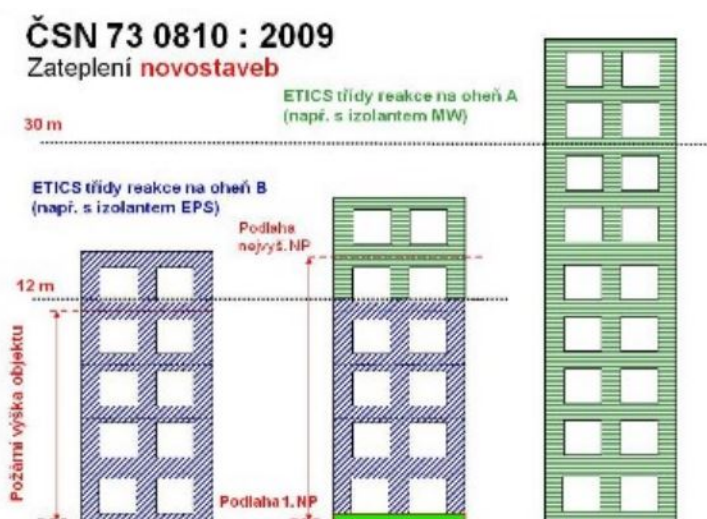 ČSN 73 0810 : 2009
Zateplení novostaveb
ETICS třídy reakce na oheň A
(např. s izolantem MW)
30 m
ETICS třídy reakce na oheň B
(např. s izolantem EPS)
Podlaha
nejvyš. NP
12 m
Požární výška objektu
Podlaha 1. NP